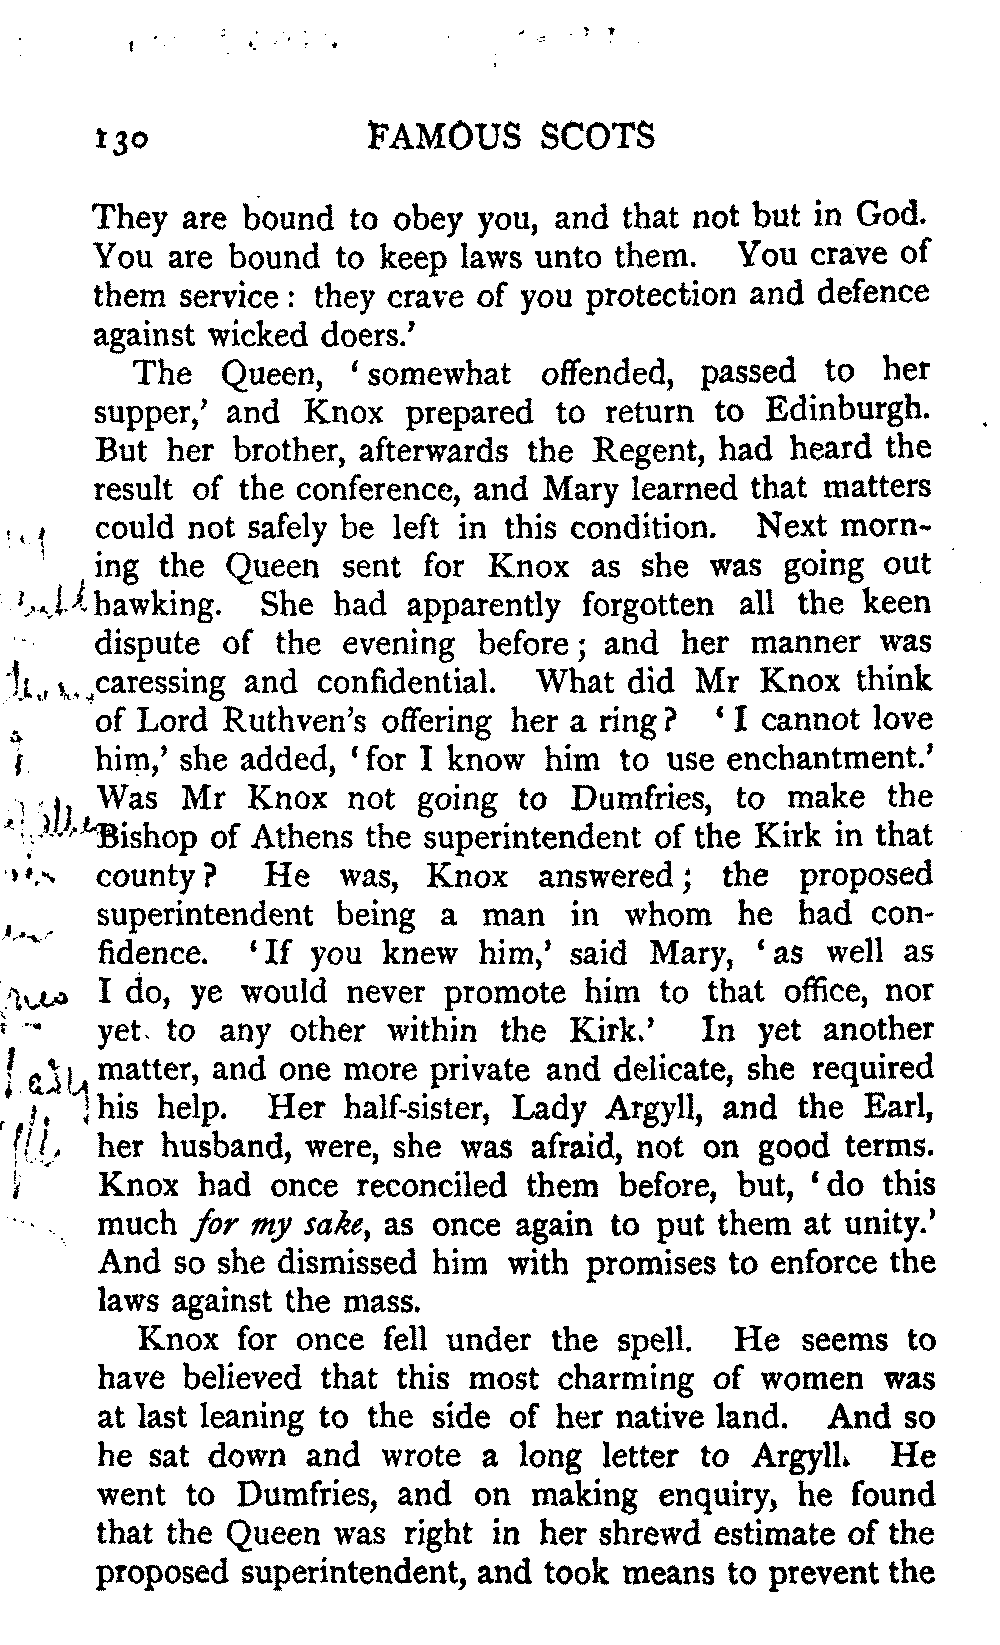 130 FAMOUS SCOTS
They are bound to obey you, and that not but in God.
You are bound to keep laws unto them. You crave of
them service : they crave of you protection and defence
against wicked doers.’
The Queen, ‘somewhat offended, passed to her
supper,’ and Knox prepared to return to Edinburgh.
But her brother, afterwards the Regent, had heard the
result of the conference, and Mary learned that matters
could not safely be left in this condition. Next morn-
ing the Queen sent for Knox as she was going out
hawking. She had apparently forgotten all the keen
dispute of the evening before ; and her manner was
caressing and confidential. What did Mr Knox think
of Lord Ruthven’s offering her a ring ? ‘I cannot love
him,’ she added, ‘for I know him to use enchantment.’
Was Mr Knox not going to Dumfries, to make the
Bishop of Athens the superintendent of the Kirk in that
county ? He was, Knox answered ; the proposed
superintendent being a man in whom he had con-
fidence. ‘If you knew him,’ said Mary, ‘as well as
I do, ye would never promote him to that office, nor
yet to any other within the Kirk.’ In yet another
matter, and one more private and delicate, she required
his help. Her half-sister, Lady Argyll, and the Earl,
her husband, were, she was afraid, not on good terms.
Knox had once reconciled them before, but, ‘do this
much for my sake, as once again to put them at unity.’
And so she dismissed him with promises to enforce the
laws against the mass.
Knox for once fell under the spell. He seems to
have believed that this most charming of women was
at last leaning to the side of her native land. And so
he sat down and wrote a long letter to Argyll. He
went to Dumfries, and on making enquiry, he found
that the Queen was right in her shrewd estimate of the
proposed superintendent, and took means to prevent the